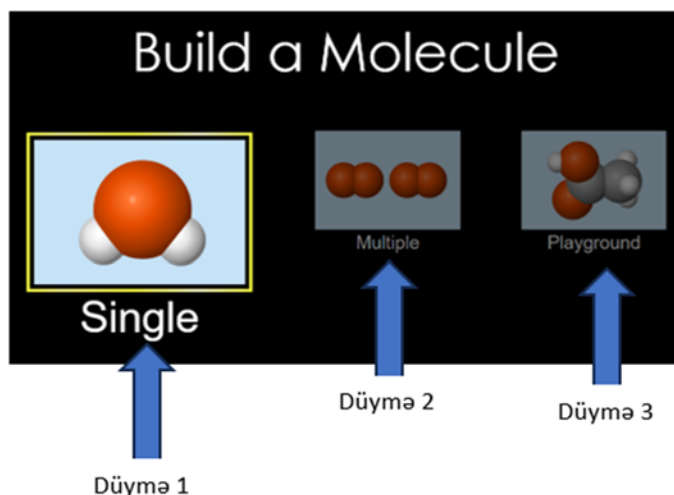 Build a Molecule
Multiple
Playground
Single
Düymə 2
Düymə 3
Düymə 1